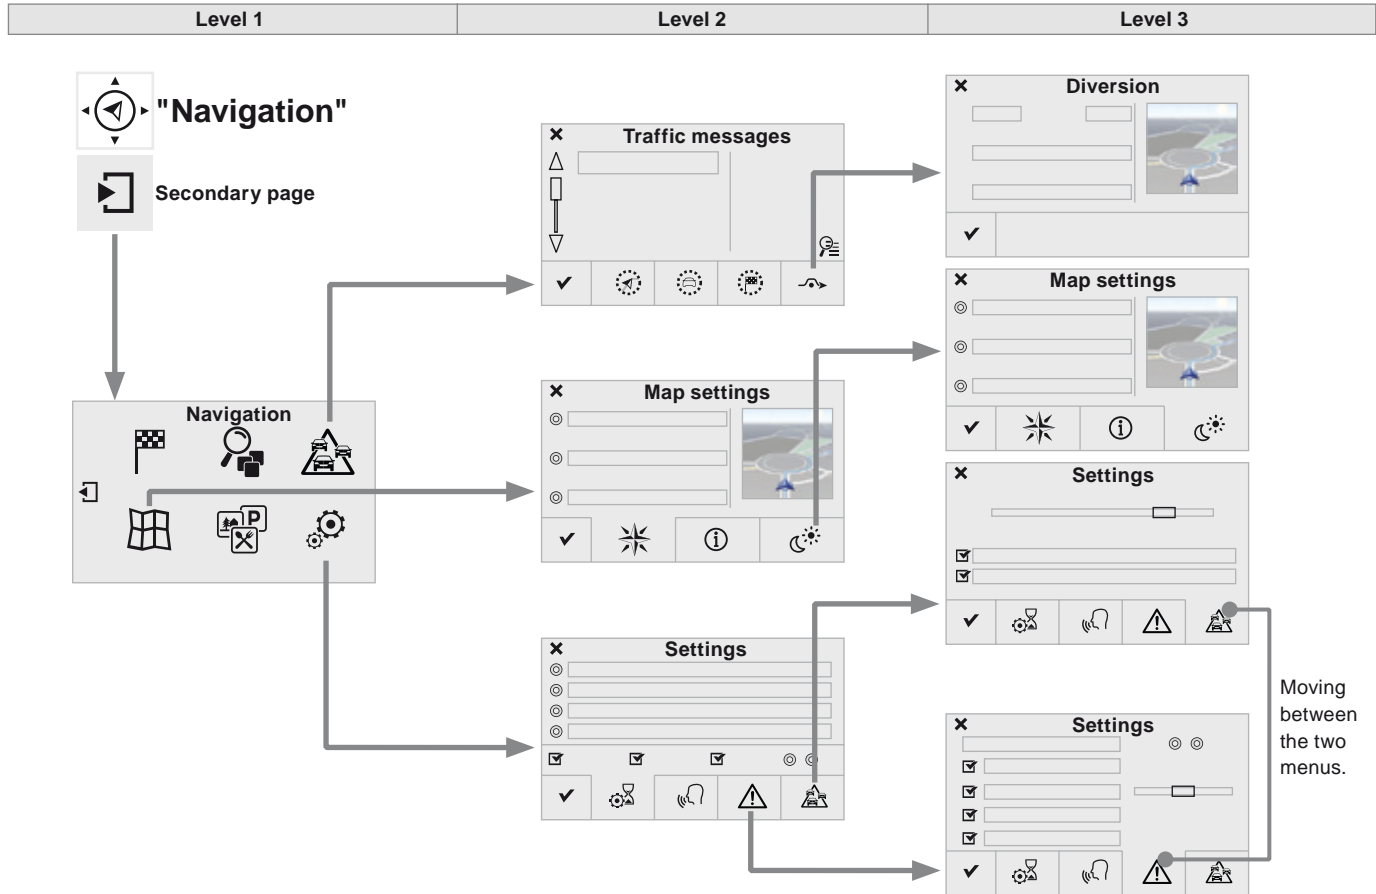 Level 1
Level 2
Level 3
"Navigation"
Secondary page
Navigation
Traffic messages
Map settings
Settings
Diversion
Map settings
Settings
Settings
Moving
between
the two
menus.
P